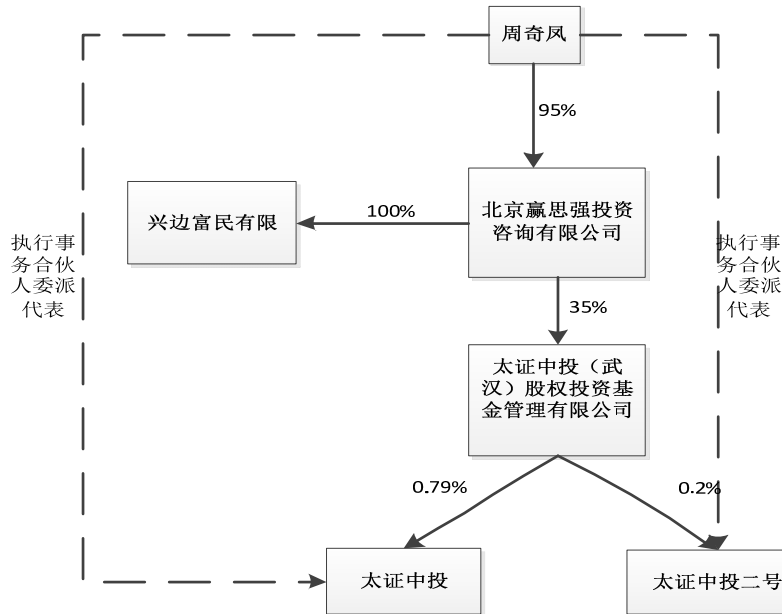 周奇凤
95%
兴边富民有限
100%
北京赢思强投资
咨询有限公司
执行事
务合伙
人委派
代表
执行事
务合伙
人委派
代表
35%
太证中投（武
汉）股权投资基
金管理有限公司
0.79%
0.2%
太证中投
太证中投二号